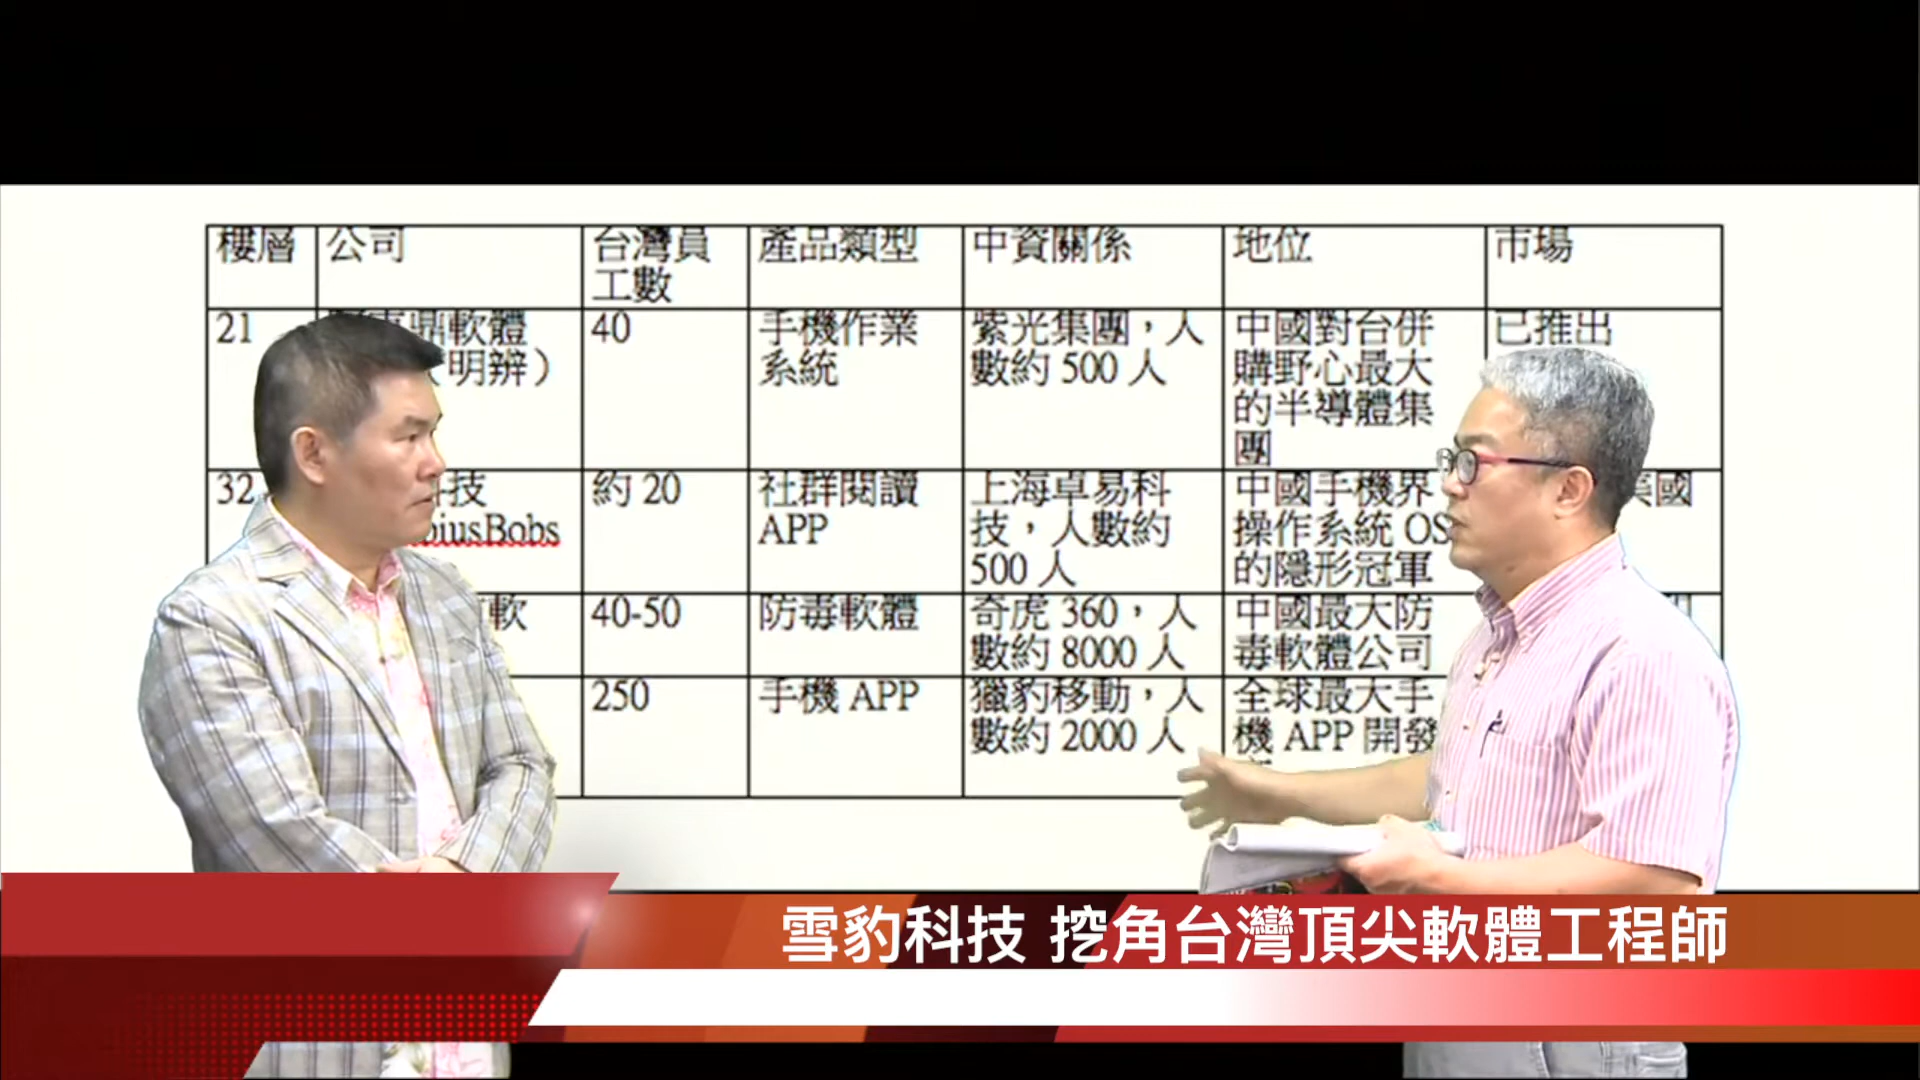 樓層 公司 台灣員 產品類型 中資關係 地位 市場
工數
21 鼎軟體 40 手機作業 紫光集團，人 中國對台併 已推出
明辨） 系統 數約 500 人 購野心最大
的半導體集
團
32 技 約 20 社群閱讀 上海卓易科 中國手機界 美國
biusBobs APP 技，人數約 操作系統 OS
500 人 的隱形冠軍
軟 40-50 防毒軟體 奇虎 360，人 中國最大防
數約 8000 人 毒軟體公司
250 手機 APP 獵豹移動，人 全球最大手
數約 2000 人 機 APP 開發
雪豹科技 挖角台灣頂尖軟體工程師